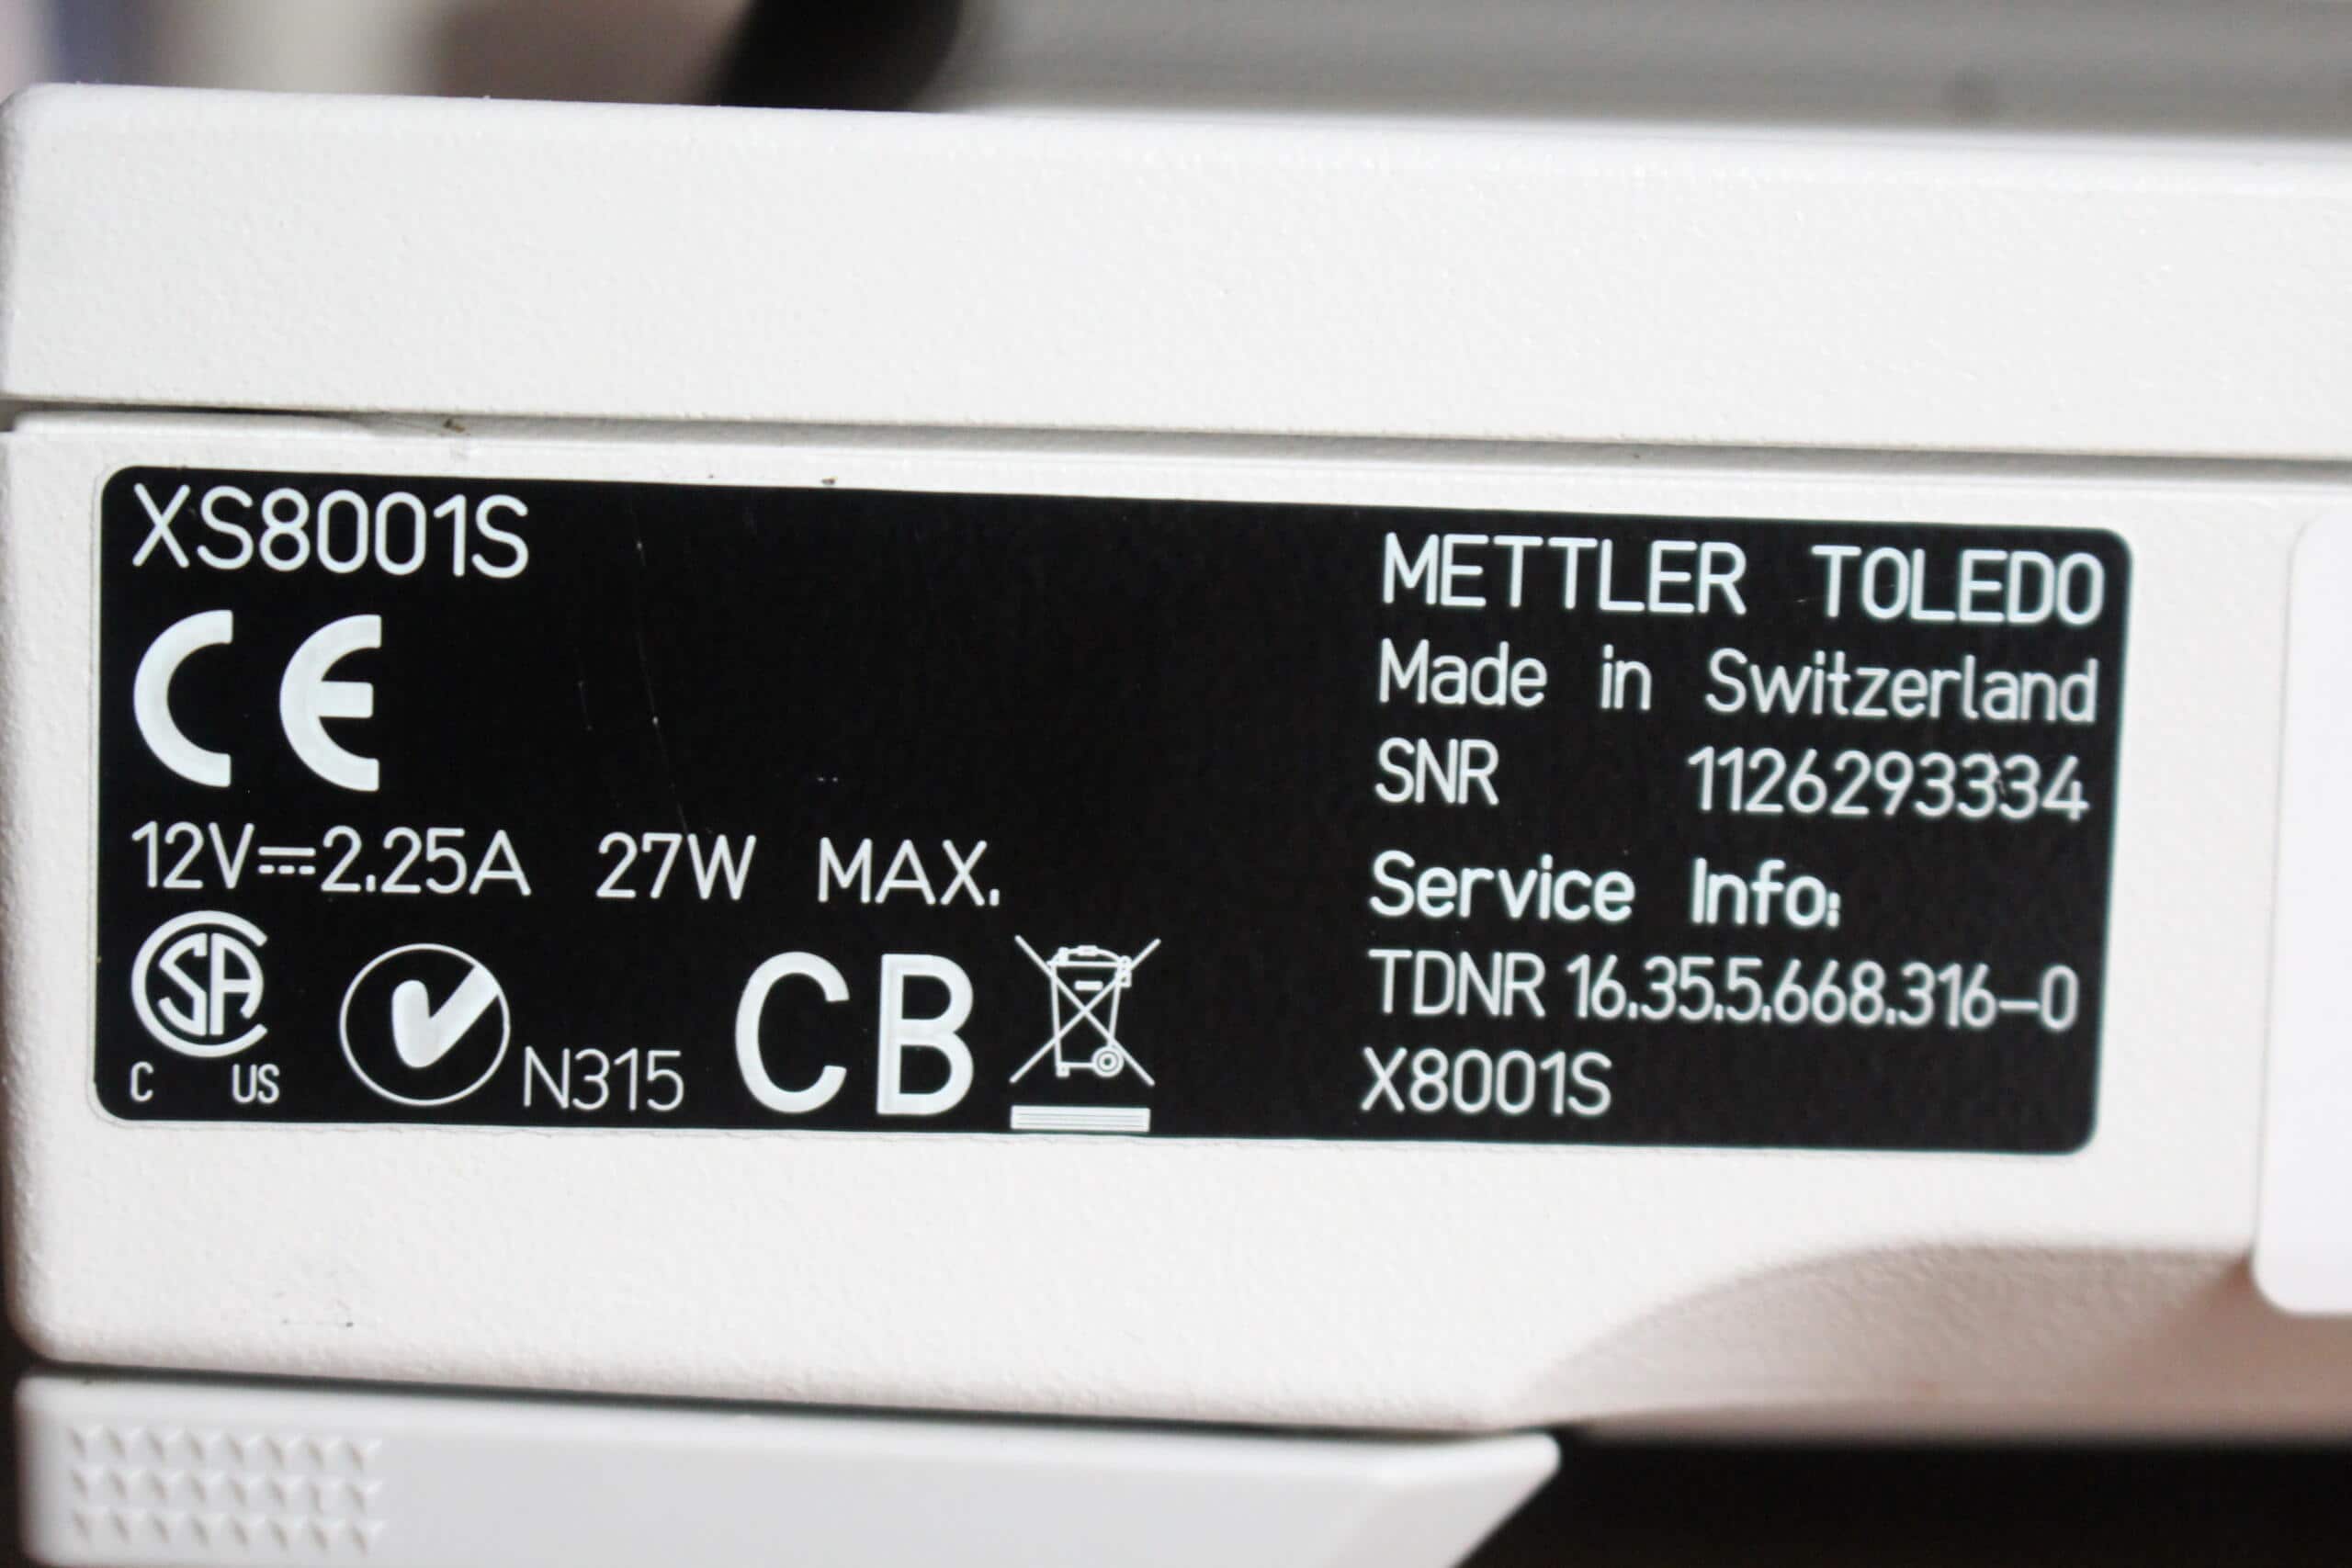 XS8001S
CE
12V⎓2.25A 27W MAX.
CSA
C US
N315
CB
METTLER TOLEDO
Made in Switzerland
SNR 1126293334
Service Info:
TDNR 16.35.5.668.316-0
X8001S